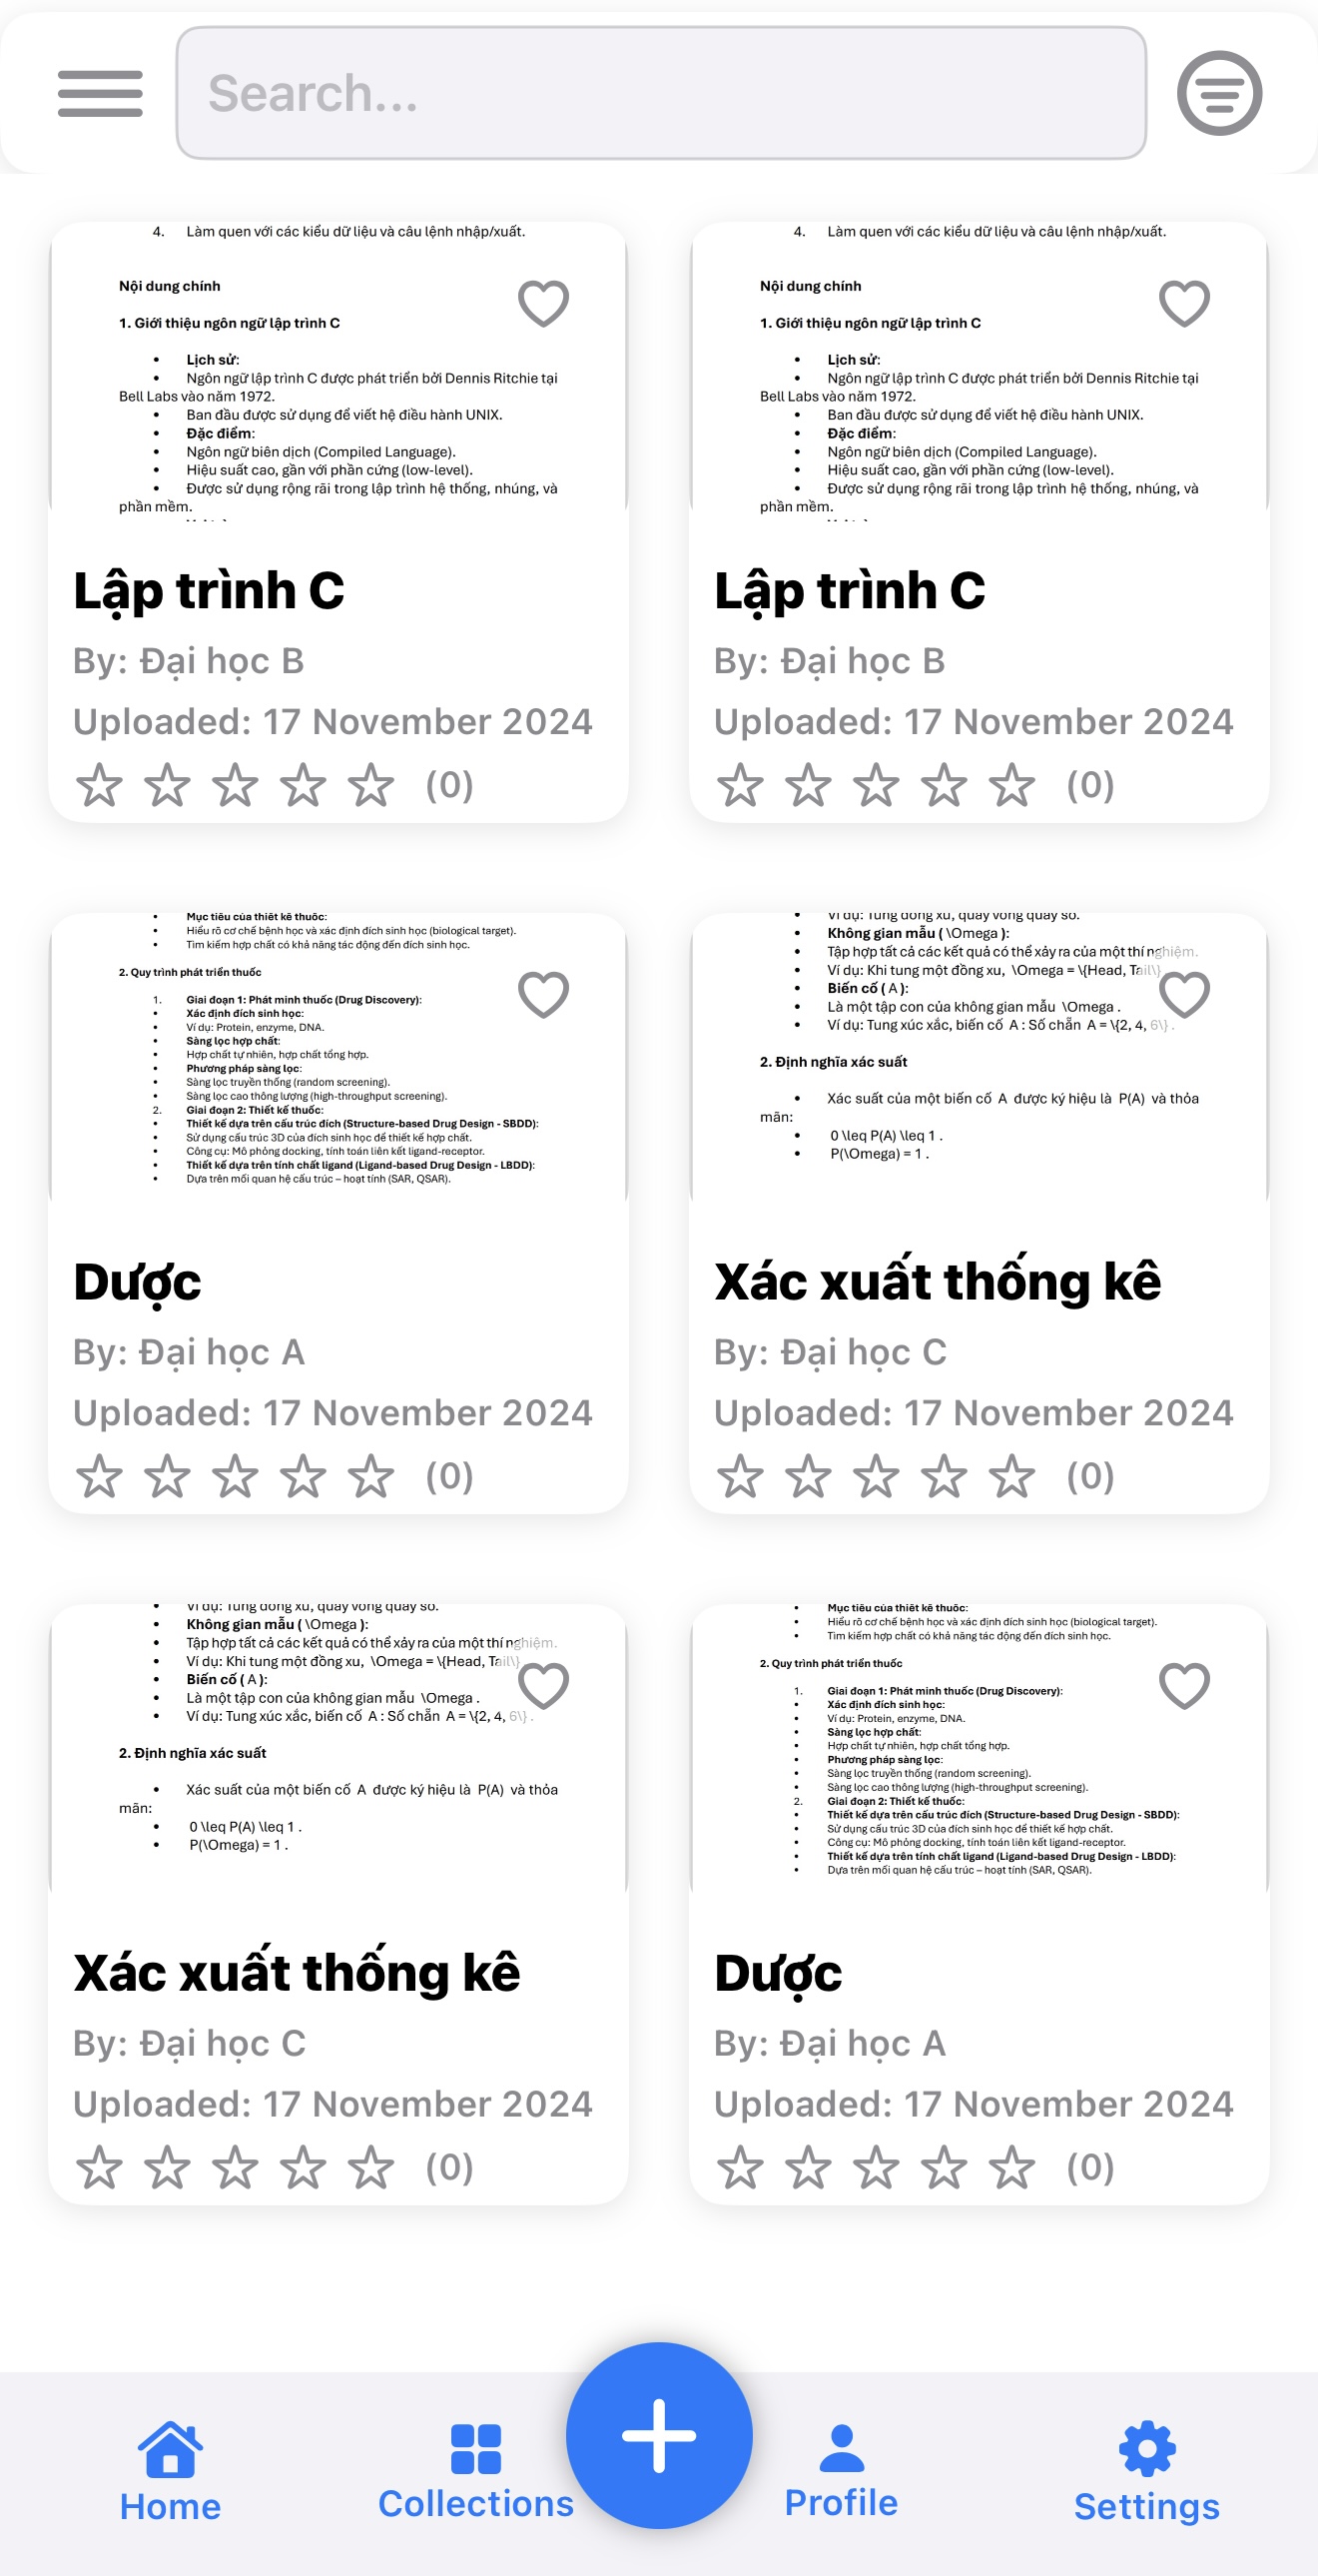 Search...
4. Làm quen với các kiểu dữ liệu và câu lệnh nhập/xuất.
Nội dung chính
1. Giới thiệu ngôn ngữ lập trình C
• Lịch sử:
• Ngôn ngữ lập trình C được phát triển bởi Dennis Ritchie tại
Bell Labs vào năm 1972.
• Ban đầu được sử dụng để viết hệ điều hành UNIX.
• Đặc điểm:
• Ngôn ngữ biên dịch (Compiled Language).
• Hiệu suất cao, gần với phần cứng (low-level).
• Được sử dụng rộng rãi trong lập trình hệ thống, nhúng, và
phần mềm.
Lập trình C
By: Đại học B
Uploaded: 17 November 2024
(0)
4. Làm quen với các kiểu dữ liệu và câu lệnh nhập/xuất.
Nội dung chính
1. Giới thiệu ngôn ngữ lập trình C
• Lịch sử:
• Ngôn ngữ lập trình C được phát triển bởi Dennis Ritchie tại
Bell Labs vào năm 1972.
• Ban đầu được sử dụng để viết hệ điều hành UNIX.
• Đặc điểm:
• Ngôn ngữ biên dịch (Compiled Language).
• Hiệu suất cao, gần với phần cứng (low-level).
• Được sử dụng rộng rãi trong lập trình hệ thống, nhúng, và
phần mềm.
Lập trình C
By: Đại học B
Uploaded: 17 November 2024
(0)
• Mục tiêu của thiết kế thuốc:
• Hiểu rõ cơ chế bệnh học và xác định đích sinh học (biological target).
• Tìm kiếm hợp chất có khả năng tác động đến đích sinh học.
2. Quy trình phát triển thuốc
1. Giai đoạn 1: Phát minh thuốc (Drug Discovery):
• Xác định đích sinh học:
• Ví dụ: Protein, enzyme, DNA.
• Sàng lọc hợp chất:
• Hợp chất tự nhiên, hợp chất tổng hợp.
• Phương pháp sàng lọc:
• Sàng lọc truyền thống (random screening).
• Sàng lọc cao thông lượng (high-throughput screening).
2. Giai đoạn 2: Thiết kế thuốc:
• Thiết kế dựa trên cấu trúc đích (Structure-based Drug Design - SBDD):
• Sử dụng cấu trúc 3D của đích sinh học để thiết kế hợp chất.
• Công cụ: Mô phỏng docking, tính toán liên kết ligand-receptor.
• Thiết kế dựa trên tính chất ligand (Ligand-based Drug Design - LBDD):
• Dựa trên mối quan hệ cấu trúc – hoạt tính (SAR, QSAR).
Dược
By: Đại học A
Uploaded: 17 November 2024
(0)
• Ví dụ: Tung đồng xu, quay vòng quay số.
• Không gian mẫu ( \Omega ):
• Tập hợp tất cả các kết quả có thể xảy ra của một thí nghiệm.
• Ví dụ: Khi tung một đồng xu, \Omega = \{Head, Tail\}
• Biến cố ( A ):
• Là một tập con của không gian mẫu \Omega .
• Ví dụ: Tung xúc xắc, biến cố A : Số chẵn A = \{2, 4, 6\} .
2. Định nghĩa xác suất
• Xác suất của một biến cố A được ký hiệu là P(A) và thỏa
mãn:
• 0 \leq P(A) \leq 1 .
• P(\Omega) = 1 .
Xác xuất thống kê
By: Đại học C
Uploaded: 17 November 2024
(0)
• Ví dụ: Tung đồng xu, quay vòng quay số.
• Không gian mẫu ( \Omega ):
• Tập hợp tất cả các kết quả có thể xảy ra của một thí nghiệm.
• Ví dụ: Khi tung một đồng xu, \Omega = \{Head, Tail\}
• Biến cố ( A ):
• Là một tập con của không gian mẫu \Omega .
• Ví dụ: Tung xúc xắc, biến cố A : Số chẵn A = \{2, 4, 6\} .
2. Định nghĩa xác suất
• Xác suất của một biến cố A được ký hiệu là P(A) và thỏa
mãn:
• 0 \leq P(A) \leq 1 .
• P(\Omega) = 1 .
Xác xuất thống kê
By: Đại học C
Uploaded: 17 November 2024
(0)
• Mục tiêu của thiết kế thuốc:
• Hiểu rõ cơ chế bệnh học và xác định đích sinh học (biological target).
• Tìm kiếm hợp chất có khả năng tác động đến đích sinh học.
2. Quy trình phát triển thuốc
1. Giai đoạn 1: Phát minh thuốc (Drug Discovery):
• Xác định đích sinh học:
• Ví dụ: Protein, enzyme, DNA.
• Sàng lọc hợp chất:
• Hợp chất tự nhiên, hợp chất tổng hợp.
• Phương pháp sàng lọc:
• Sàng lọc truyền thống (random screening).
• Sàng lọc cao thông lượng (high-throughput screening).
2. Giai đoạn 2: Thiết kế thuốc:
• Thiết kế dựa trên cấu trúc đích (Structure-based Drug Design - SBDD):
• Sử dụng cấu trúc 3D của đích sinh học để thiết kế hợp chất.
• Công cụ: Mô phỏng docking, tính toán liên kết ligand-receptor.
• Thiết kế dựa trên tính chất ligand (Ligand-based Drug Design - LBDD):
• Dựa trên mối quan hệ cấu trúc – hoạt tính (SAR, QSAR).
Dược
By: Đại học A
Uploaded: 17 November 2024
(0)
Home
Collections
Profile
Settings